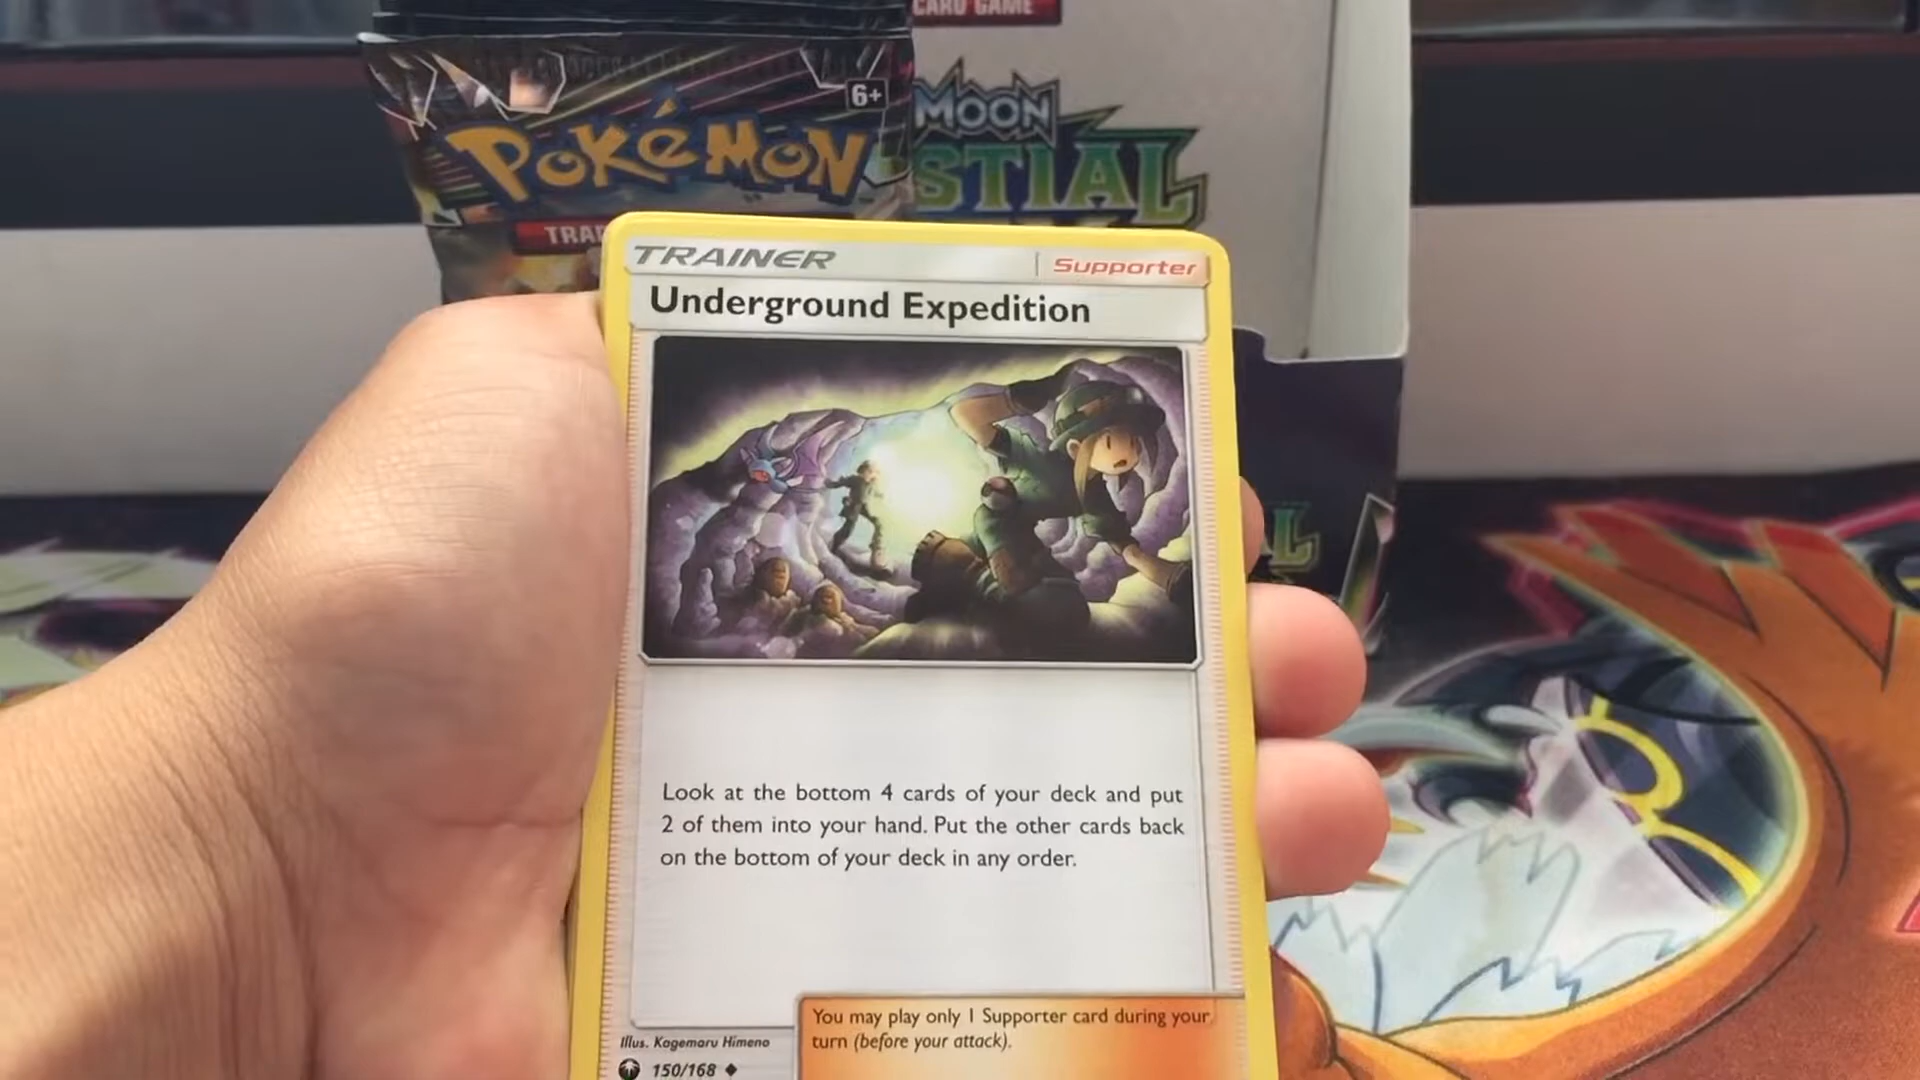 CARD GAME
6+
POKéMON
MOON
STIAL
TRA
TRAINER
Supporter
Underground Expedition
Look at the bottom 4 cards of your deck and put
2 of them into your hand. Put the other cards back
on the bottom of your deck in any order.
You may play only 1 Supporter card during your
turn (before your attack).
Illus. Kagemaru Himeno
150/168